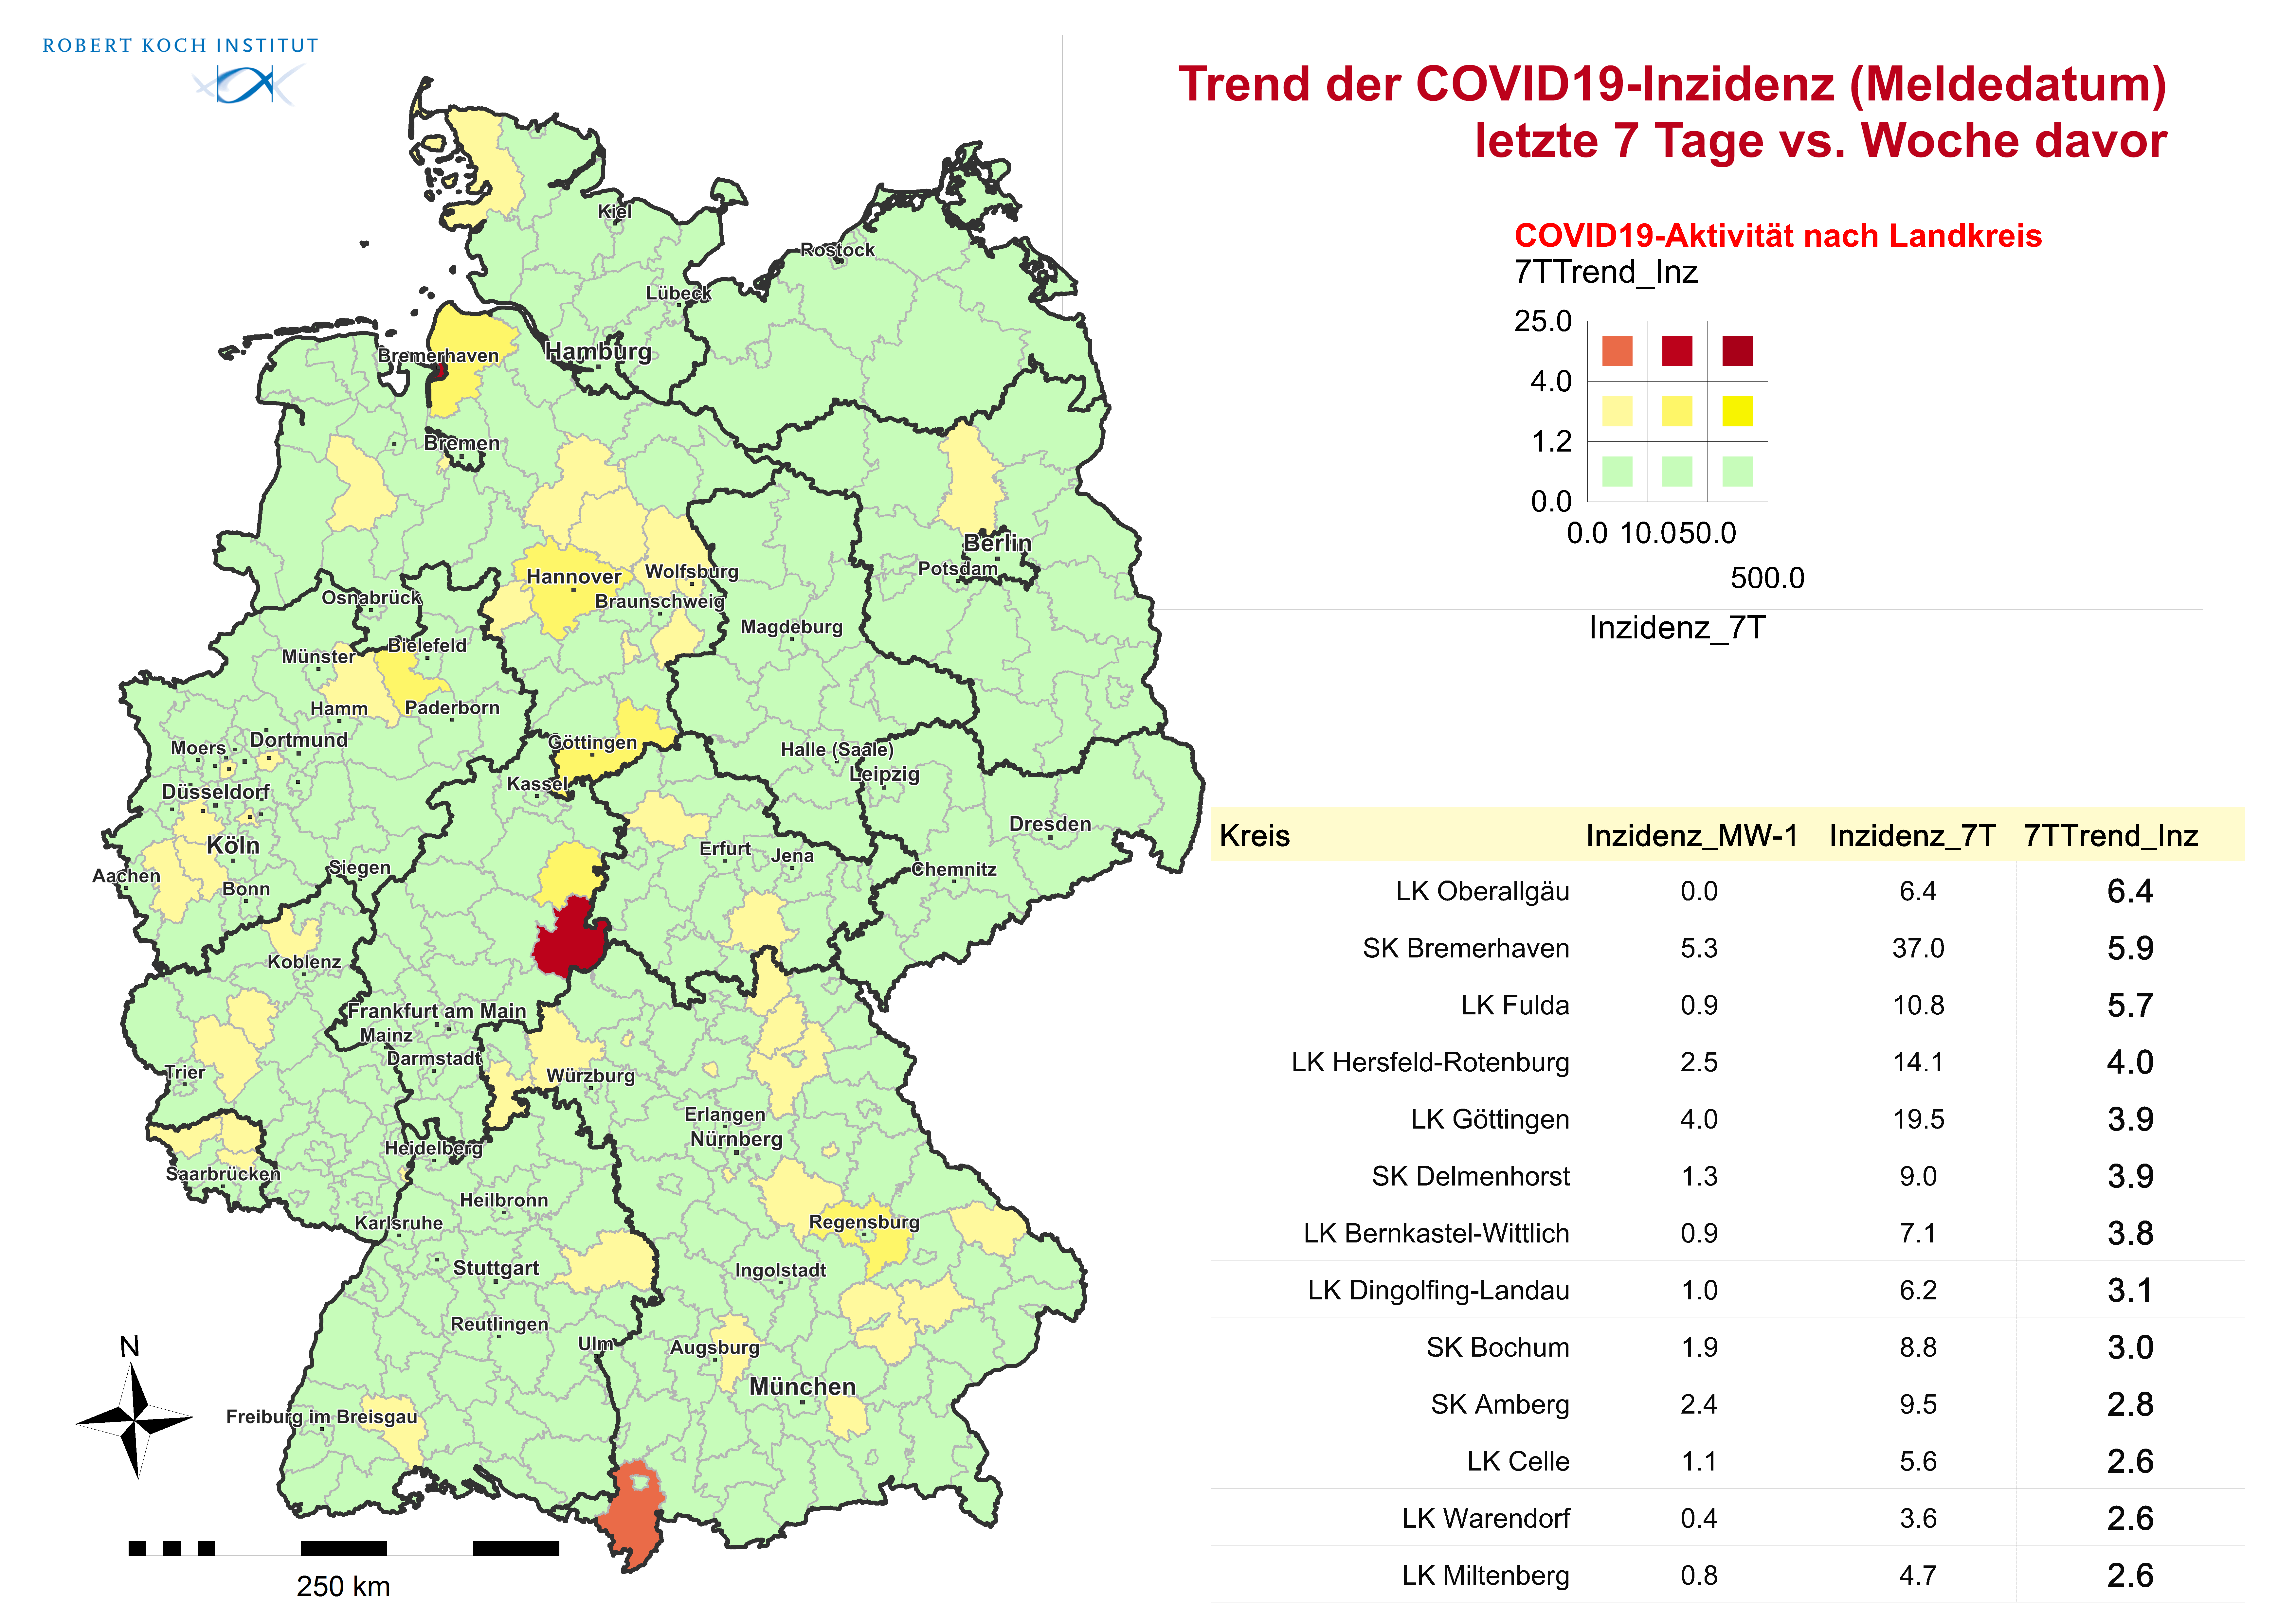 ROBERT KOCH INSTITUT
Trend der COVID19-Inzidenz (Meldedatum)
letzte 7 Tage vs. Woche davor
COVID19-Aktivität nach Landkreis
7TTrend_Inz
25.0
4.0
1.2
0.0
0.0 10.050.0
500.0
Inzidenz_7T
Kiel
Rostock
Lübeck
Hamburg
Bremerhaven
Bremen
Berlin
Potsdam
Hannover
Wolfsburg
Braunschweig
Osnabrück
Magdeburg
Bielefeld
Münster
Hamm
Paderborn
Moers
Dortmund
Göttingen
Halle (Saale)
Leipzig
Kassel
Düsseldorf
Dresden
Köln
Erfurt
Jena
Chemnitz
Siegen
Aachen
Bonn
Koblenz
Frankfurt am Main
Mainz
Darmstadt
Trier
Würzburg
Erlangen
Nürnberg
Heidelberg
Saarbrücken
Heilbronn
Karlsruhe
Regensburg
Stuttgart
Ingolstadt
Reutlingen
Ulm
Augsburg
München
Freiburg im Breisgau
N
250 km
Kreis Inzidenz_MW-1 Inzidenz_7T 7TTrend_Inz
LK Oberallgäu 0.0 6.4 6.4
SK Bremerhaven 5.3 37.0 5.9
LK Fulda 0.9 10.8 5.7
LK Hersfeld-Rotenburg 2.5 14.1 4.0
LK Göttingen 4.0 19.5 3.9
SK Delmenhorst 1.3 9.0 3.9
LK Bernkastel-Wittlich 0.9 7.1 3.8
LK Dingolfing-Landau 1.0 6.2 3.1
SK Bochum 1.9 8.8 3.0
SK Amberg 2.4 9.5 2.8
LK Celle 1.1 5.6 2.6
LK Warendorf 0.4 3.6 2.6
LK Miltenberg 0.8 4.7 2.6